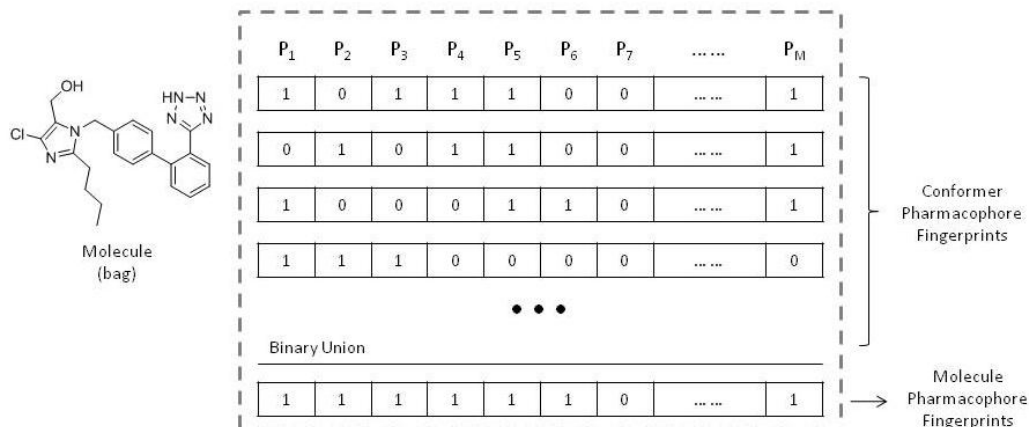 P1 P2 P3 P4 P5 P6 P7 ...... PM
1 0 1 1 1 0 0 ...... 1
0 1 0 1 1 0 0 ...... 1
1 0 0 0 1 1 0 ...... 1
1 1 1 0 0 0 0 ...... 0
Binary Union
1 1 1 1 1 1 0 ...... 1
OH
Cl
N
N
HN
N
N
N
Molecule
(bag)
Conformer
Pharmacophore
Fingerprints
Molecule
Pharmacophore
Fingerprints